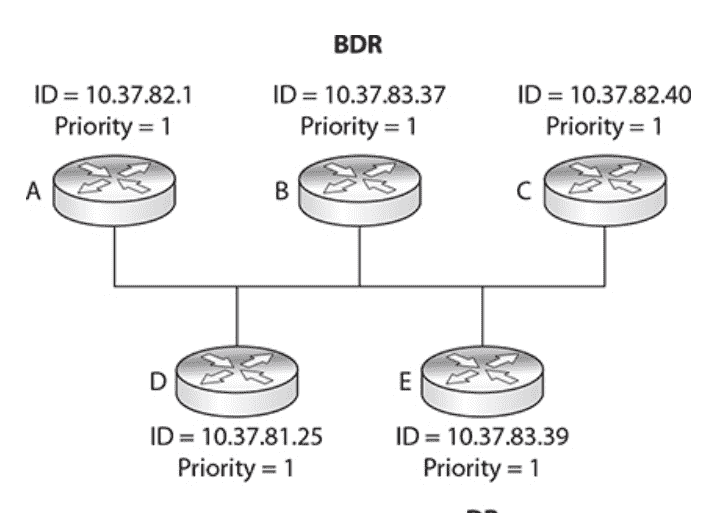 BDR
ID = 10.37.82.1
Priority = 1
ID = 10.37.83.37
Priority = 1
ID = 10.37.82.40
Priority = 1
A
B
C
D
E
ID = 10.37.81.25
Priority = 1
ID = 10.37.83.39
Priority = 1